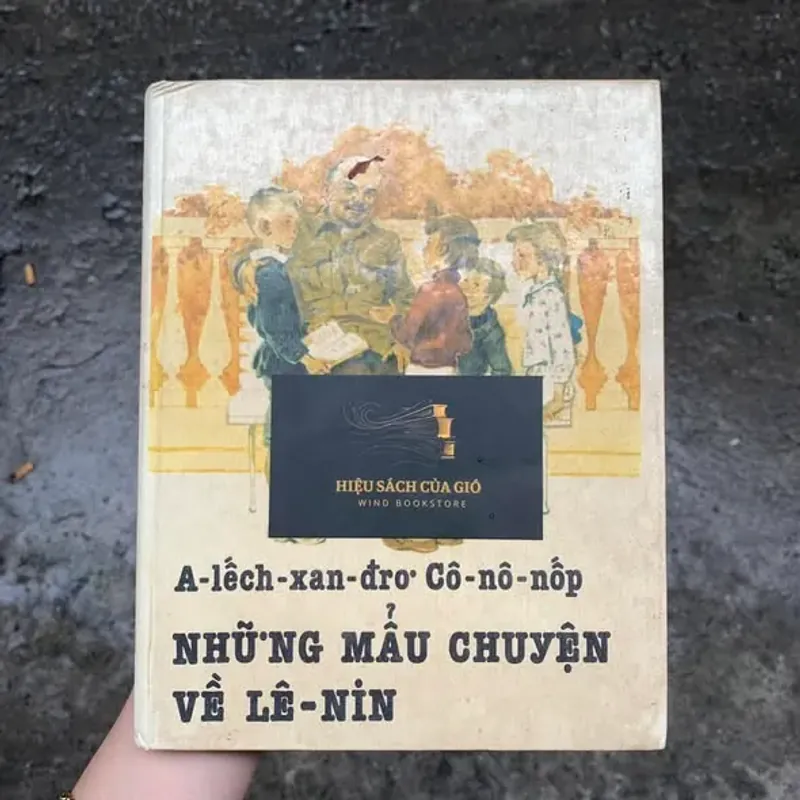 HIỆU SÁCH CỦA GIÓ
WIND BOOKSTORE
A-lếch-xan-đrơ Cô-nô-nốp
NHỮNG MẨU CHUYỆN
VỀ LÊ-NIN